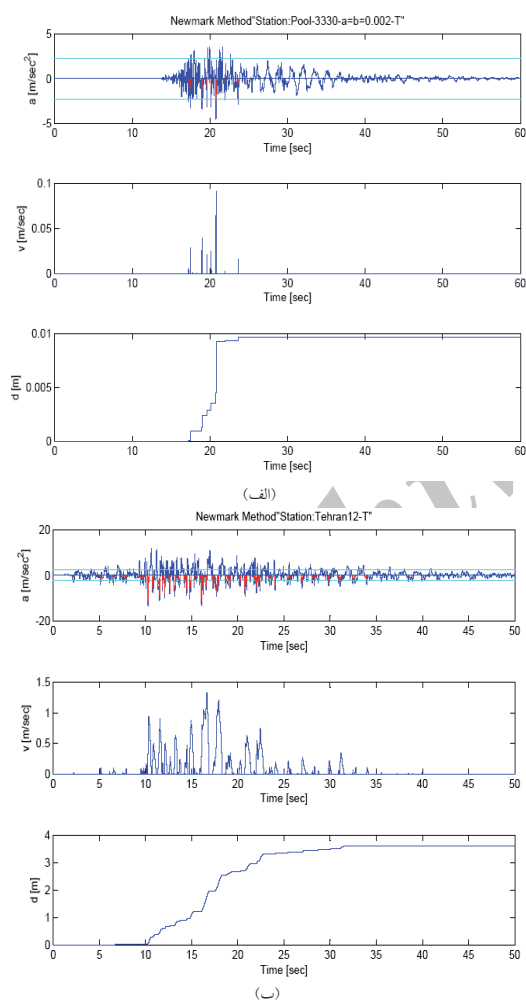 Newmark Method"Station:Pool-3330-a=b=0.002-T"
a [m/sec²]
5
0
-5
0 10 20 30 40 50 60
Time [sec]
v [m/sec]
0.1
0.05
0
0 10 20 30 40 50 60
Time [sec]
d [m]
0.01
0.005
0
0 10 20 30 40 50 60
Time [sec]
(الف)
Newmark Method"Station:Tehran12-T"
a [m/sec²]
20
0
-20
0 5 10 15 20 25 30 35 40 45 50
Time [sec]
v [m/sec]
1.5
1
0.5
0
0 5 10 15 20 25 30 35 40 45 50
Time [sec]
d [m]
4
3
2
1
0
0 5 10 15 20 25 30 35 40 45 50
Time [sec]
(ب)